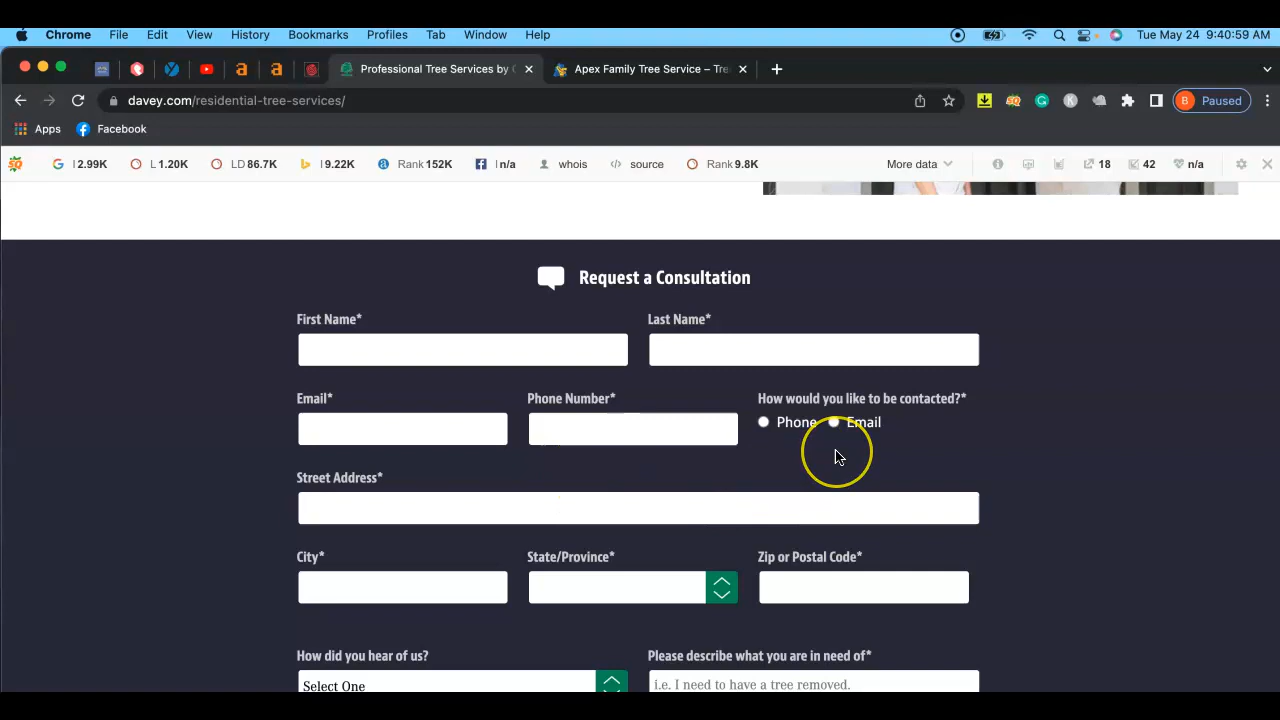 Chrome File Edit View History Bookmarks Profiles Tab Window Help Tue May 24 9:40:59 AM
Professional Tree Services by Apex Family Tree Service – Tre
davey.com/residential-tree-services/ B Paused
Apps Facebook
I 2.99K L 1.20K LD 86.7K I 9.22K Rank 152K I n/a whois source Rank 9.8K More data 18 42 n/a
Request a Consultation
First Name* Last Name*
Email* Phone Number* How would you like to be contacted?*
Phone Email
Street Address*
City* State/Province* Zip or Postal Code*
How did you hear of us? Please describe what you are in need of*
Select One i.e. I need to have a tree removed.